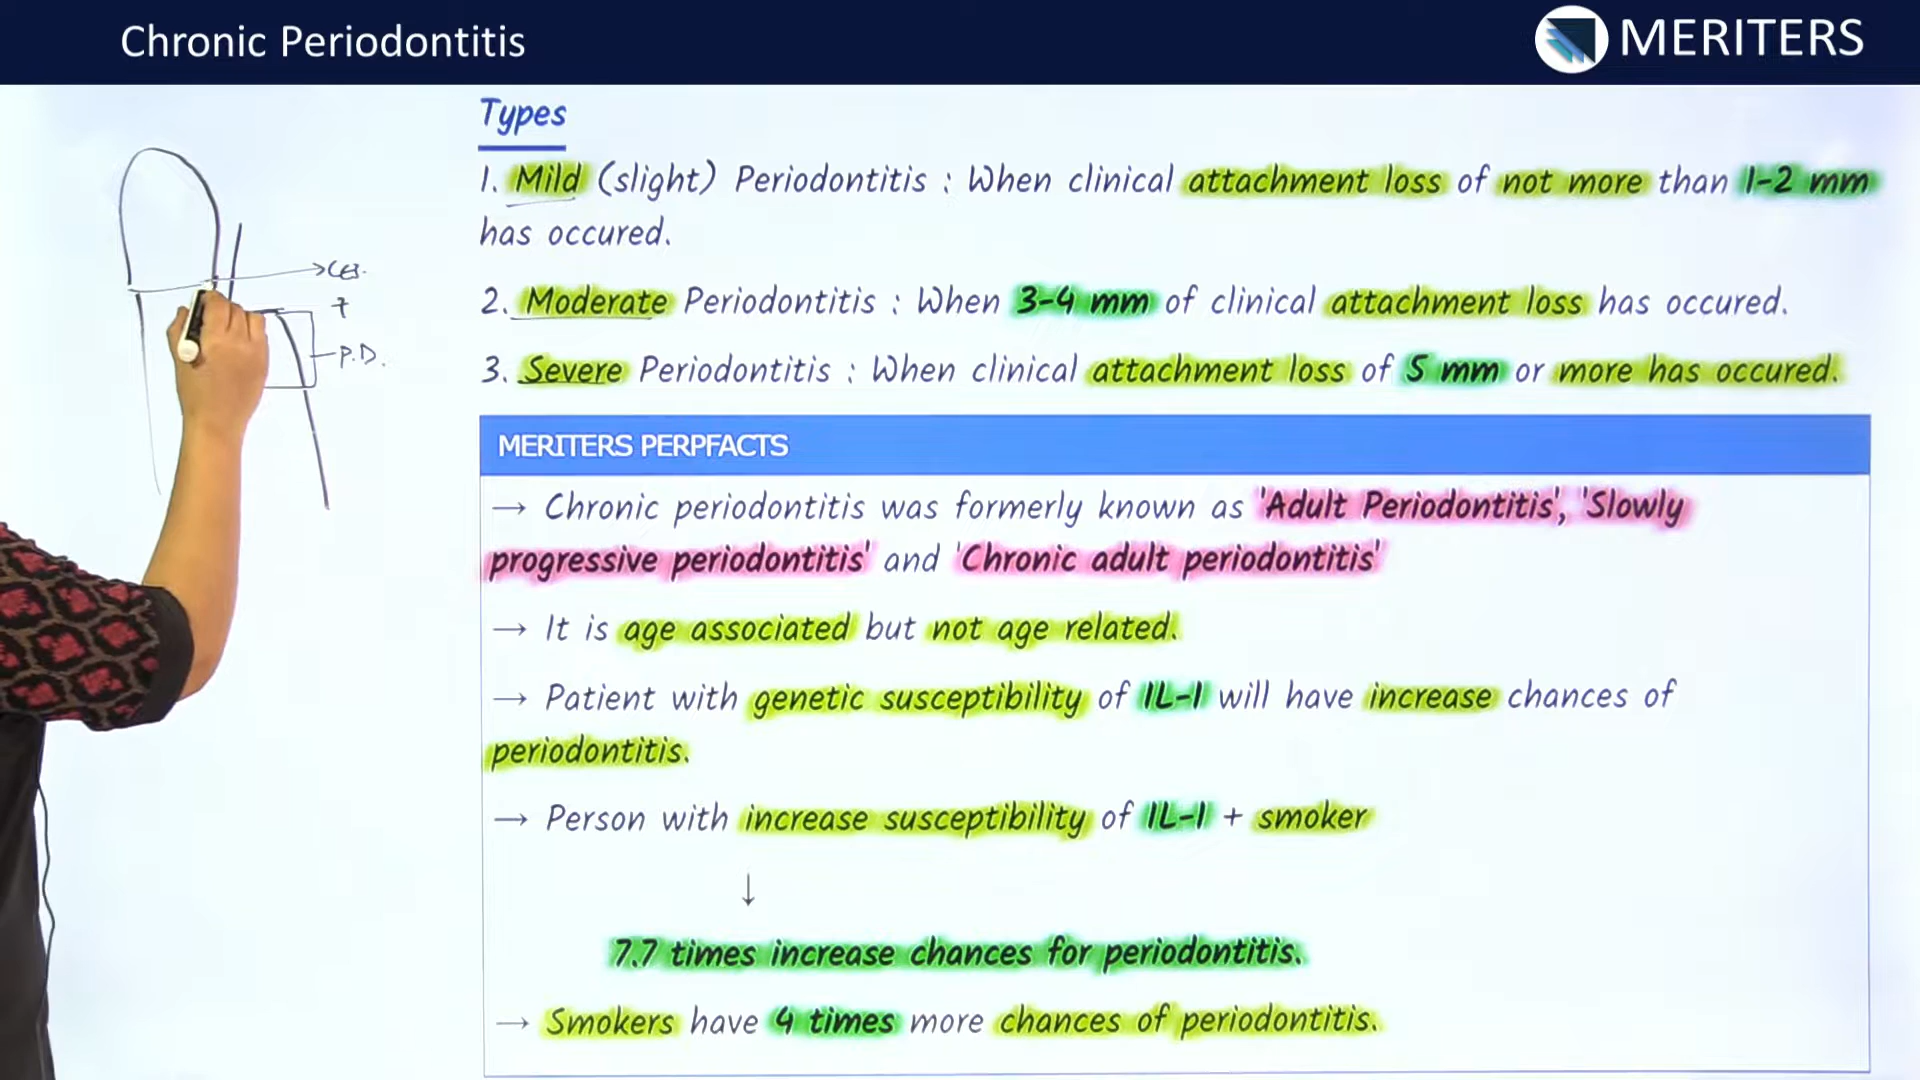 Chronic Periodontitis
MERITERS
Types
1. Mild (slight) Periodontitis : When clinical attachment loss of not more than 1-2 mm
has occured.
2. Moderate Periodontitis : When 3-4 mm of clinical attachment loss has occured.
3. Severe Periodontitis : When clinical attachment loss of 5 mm or more has occured.
P.D.
MERITERS PERPFACTS
→ Chronic periodontitis was formerly known as 'Adult Periodontitis', 'Slowly
progressive periodontitis' and 'Chronic adult periodontitis'
→ It is age associated but not age related.
→ Patient with genetic susceptibility of IL-1 will have increase chances of
periodontitis.
→ Person with increase susceptibility of IL-1 + smoker
↓
7.7 times increase chances for periodontitis.
→ Smokers have 4 times more chances of periodontitis.